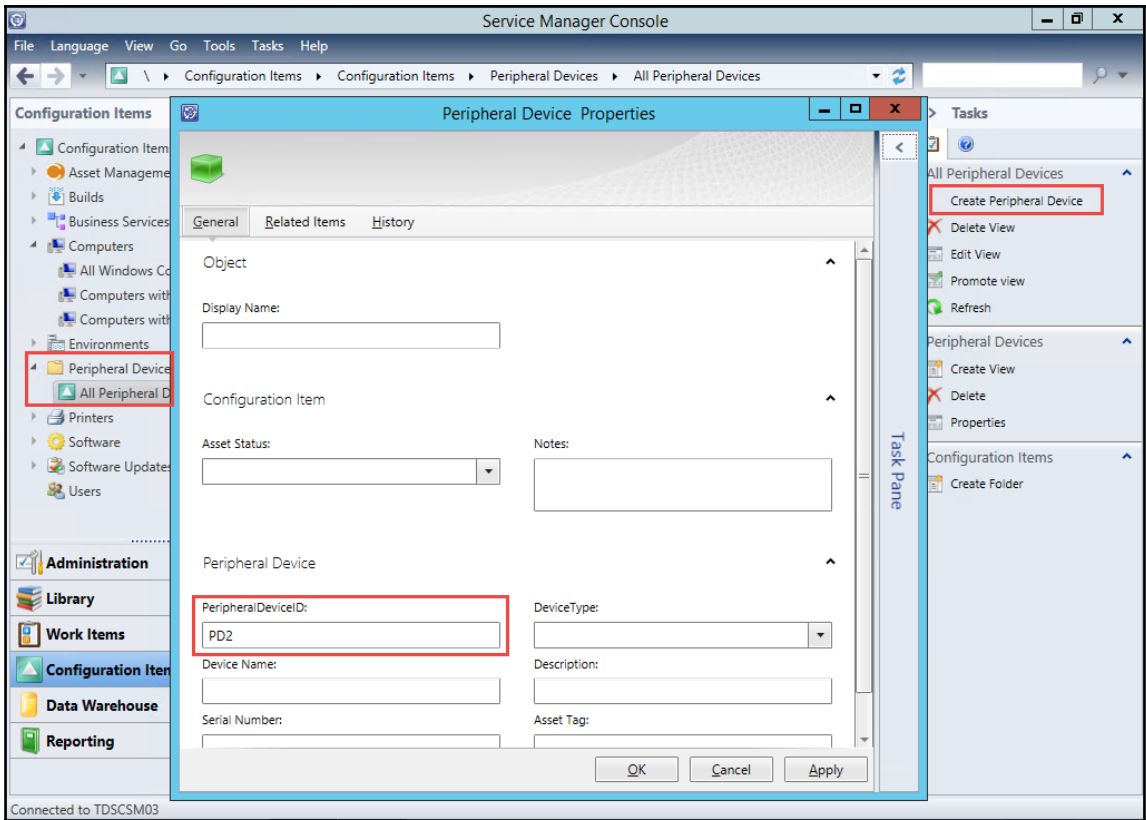 Service Manager Console
File Language View Go Tools Tasks Help
\ Configuration Items Configuration Items Peripheral Devices All Peripheral Devices
Configuration Items
Configuration Item
Asset Manageme
Builds
Business Services
Computers
All Windows Co
Computers with
Computers with
Environments
Peripheral Device
All Peripheral D
Printers
Software
Software Updates
Users
Administration
Library
Work Items
Configuration Iten
Data Warehouse
Reporting
Connected to TDSCSM03
Peripheral Device Properties
General Related Items History
Object
Display Name:
Configuration Item
Asset Status: Notes:
Peripheral Device
PeripheralDeviceID: DeviceType:
PD2
Device Name: Description:
Serial Number: Asset Tag:
OK Cancel Apply
Task Pane
Tasks
All Peripheral Devices
Create Peripheral Device
Delete View
Edit View
Promote view
Refresh
Peripheral Devices
Create View
Delete
Properties
Configuration Items
Create Folder